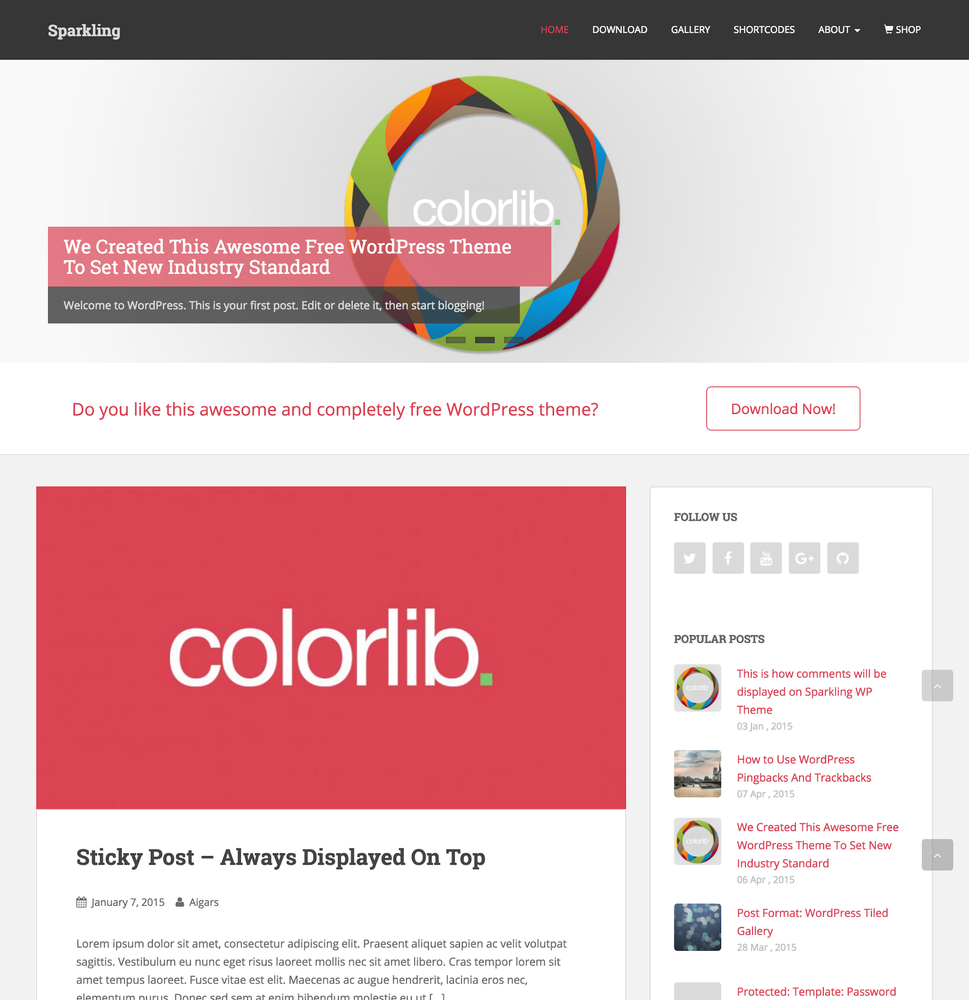 Sparkling
HOME DOWNLOAD GALLERY SHORTCODES ABOUT SHOP
colorlib.
We Created This Awesome Free WordPress Theme
To Set New Industry Standard
Welcome to WordPress. This is your first post. Edit or delete it, then start blogging!
Do you like this awesome and completely free WordPress theme?
Download Now!
colorlib.
Sticky Post – Always Displayed On Top
January 7, 2015 Aigars
Lorem ipsum dolor sit amet, consectetur adipiscing elit. Praesent aliquet sapien ac velit volutpat
sagittis. Vestibulum eu nunc eget risus laoreet mollis nec sit amet libero. Cras tempor lorem sit
amet tempus laoreet. Fusce vitae est elit. Maecenas ac augue hendrerit, lacinia eros nec,
elementum purus. Donec sed sem at enim bibendum molestie eu ut [...]
FOLLOW US
You
Tube
G+
POPULAR POSTS
colorlib
This is how comments will be
displayed on Sparkling WP
Theme
03 Jan , 2015
How to Use WordPress
Pingbacks And Trackbacks
07 Apr , 2015
colorlib
We Created This Awesome Free
WordPress Theme To Set New
Industry Standard
06 Apr , 2015
Post Format: WordPress Tiled
Gallery
28 Mar , 2015
Protected: Template: Password